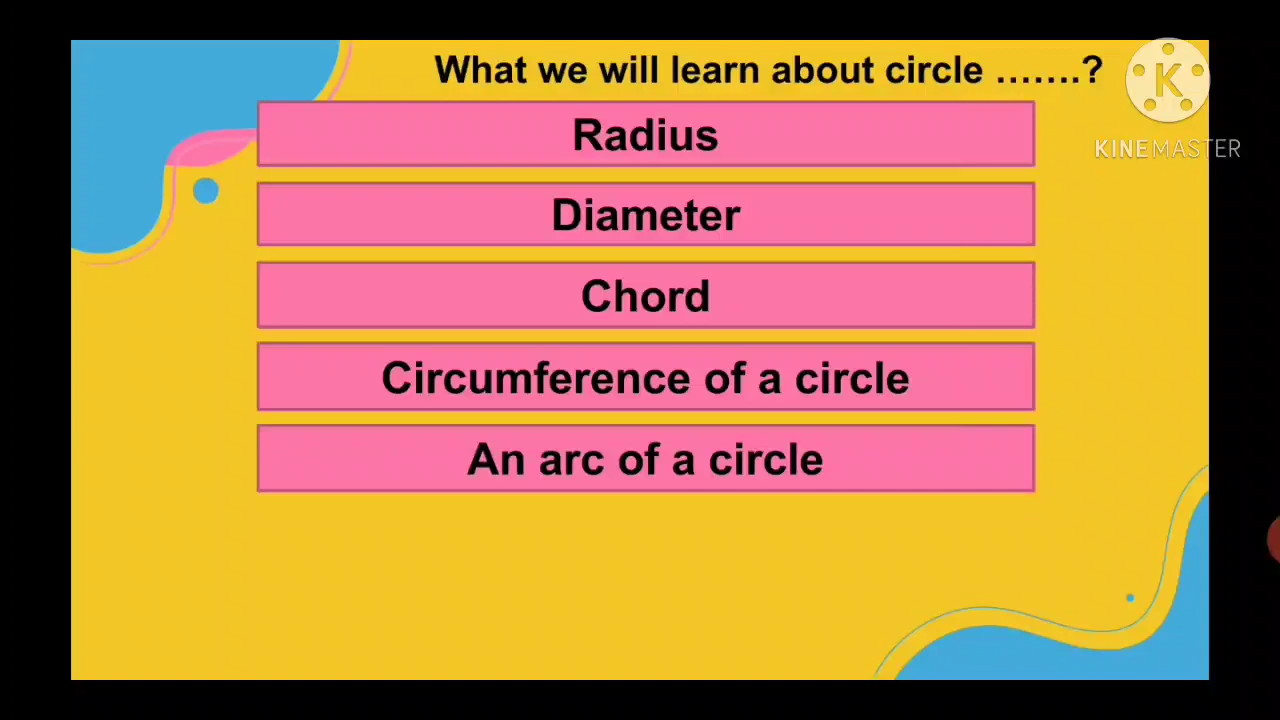 What we will learn about circle .......?
Radius
Diameter
Chord
Circumference of a circle
An arc of a circle
K
KINEMASTER